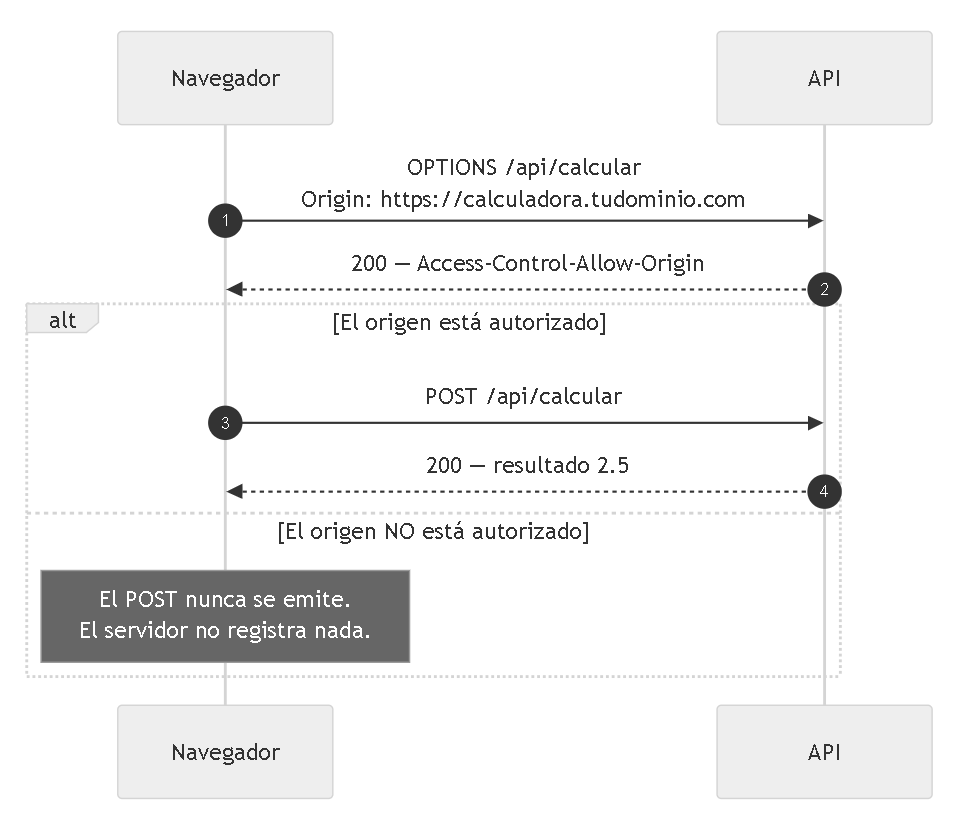 Navegador
API
OPTIONS /api/calcular
Origin: https://calculadora.tudominio.com
1
200 — Access-Control-Allow-Origin
2
alt
[El origen está autorizado]
POST /api/calcular
3
200 — resultado 2.5
4
[El origen NO está autorizado]
El POST nunca se emite.
El servidor no registra nada.
Navegador
API